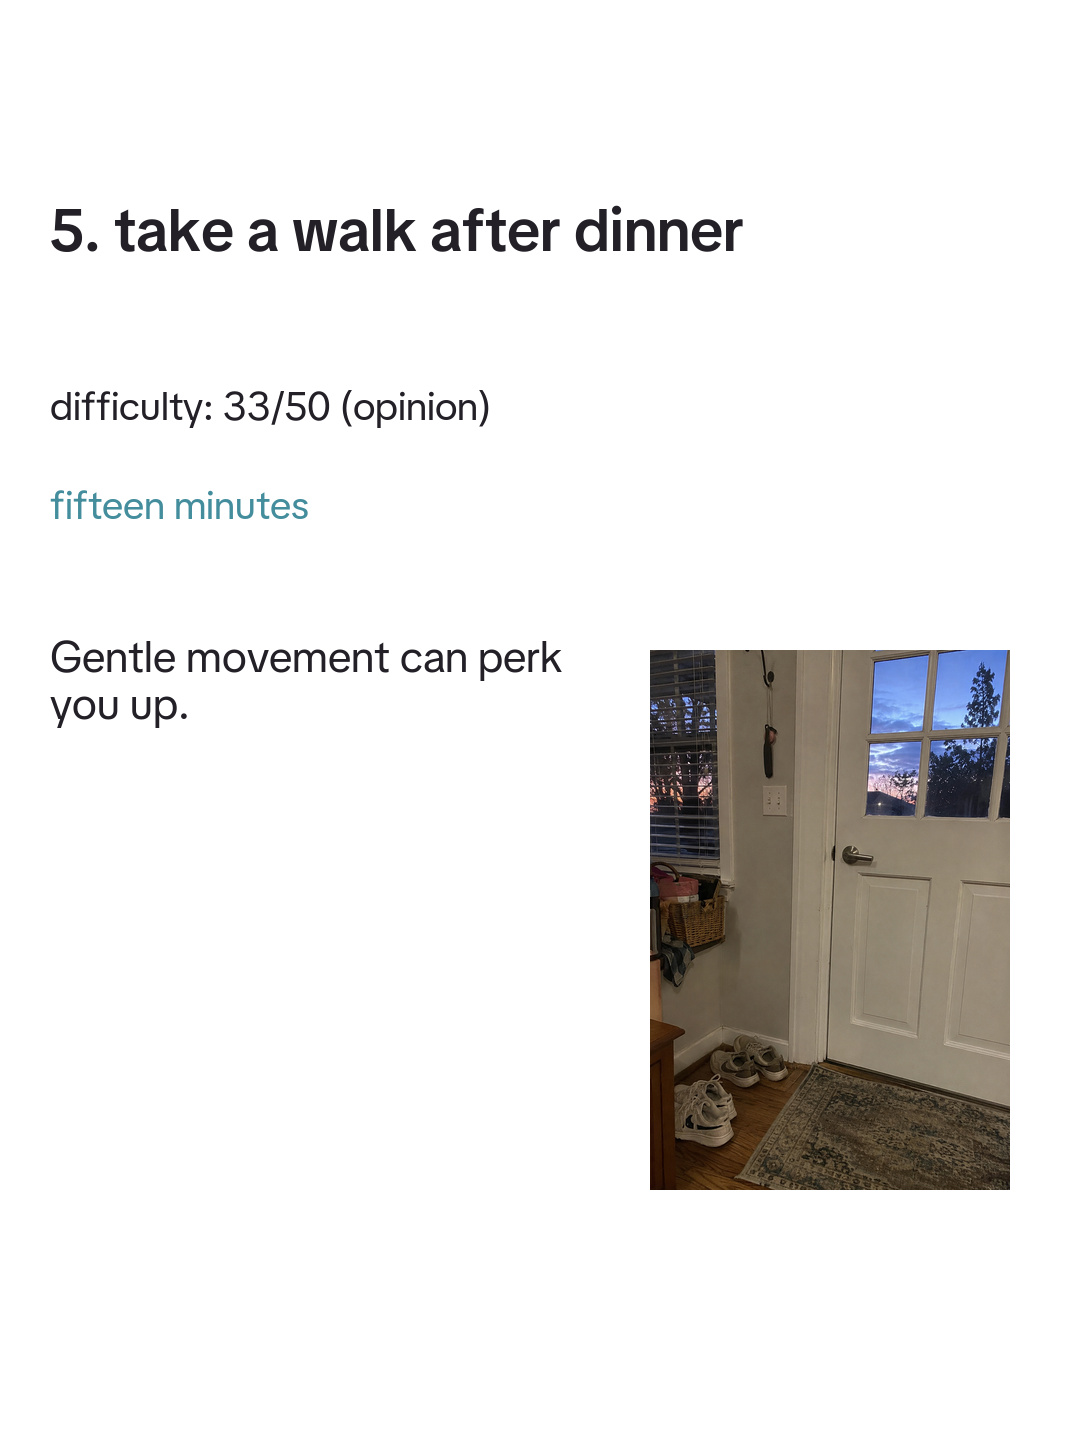 5. take a walk after dinner
difficulty: 33/50 (opinion)
fifteen minutes
Gentle movement can perk
you up.